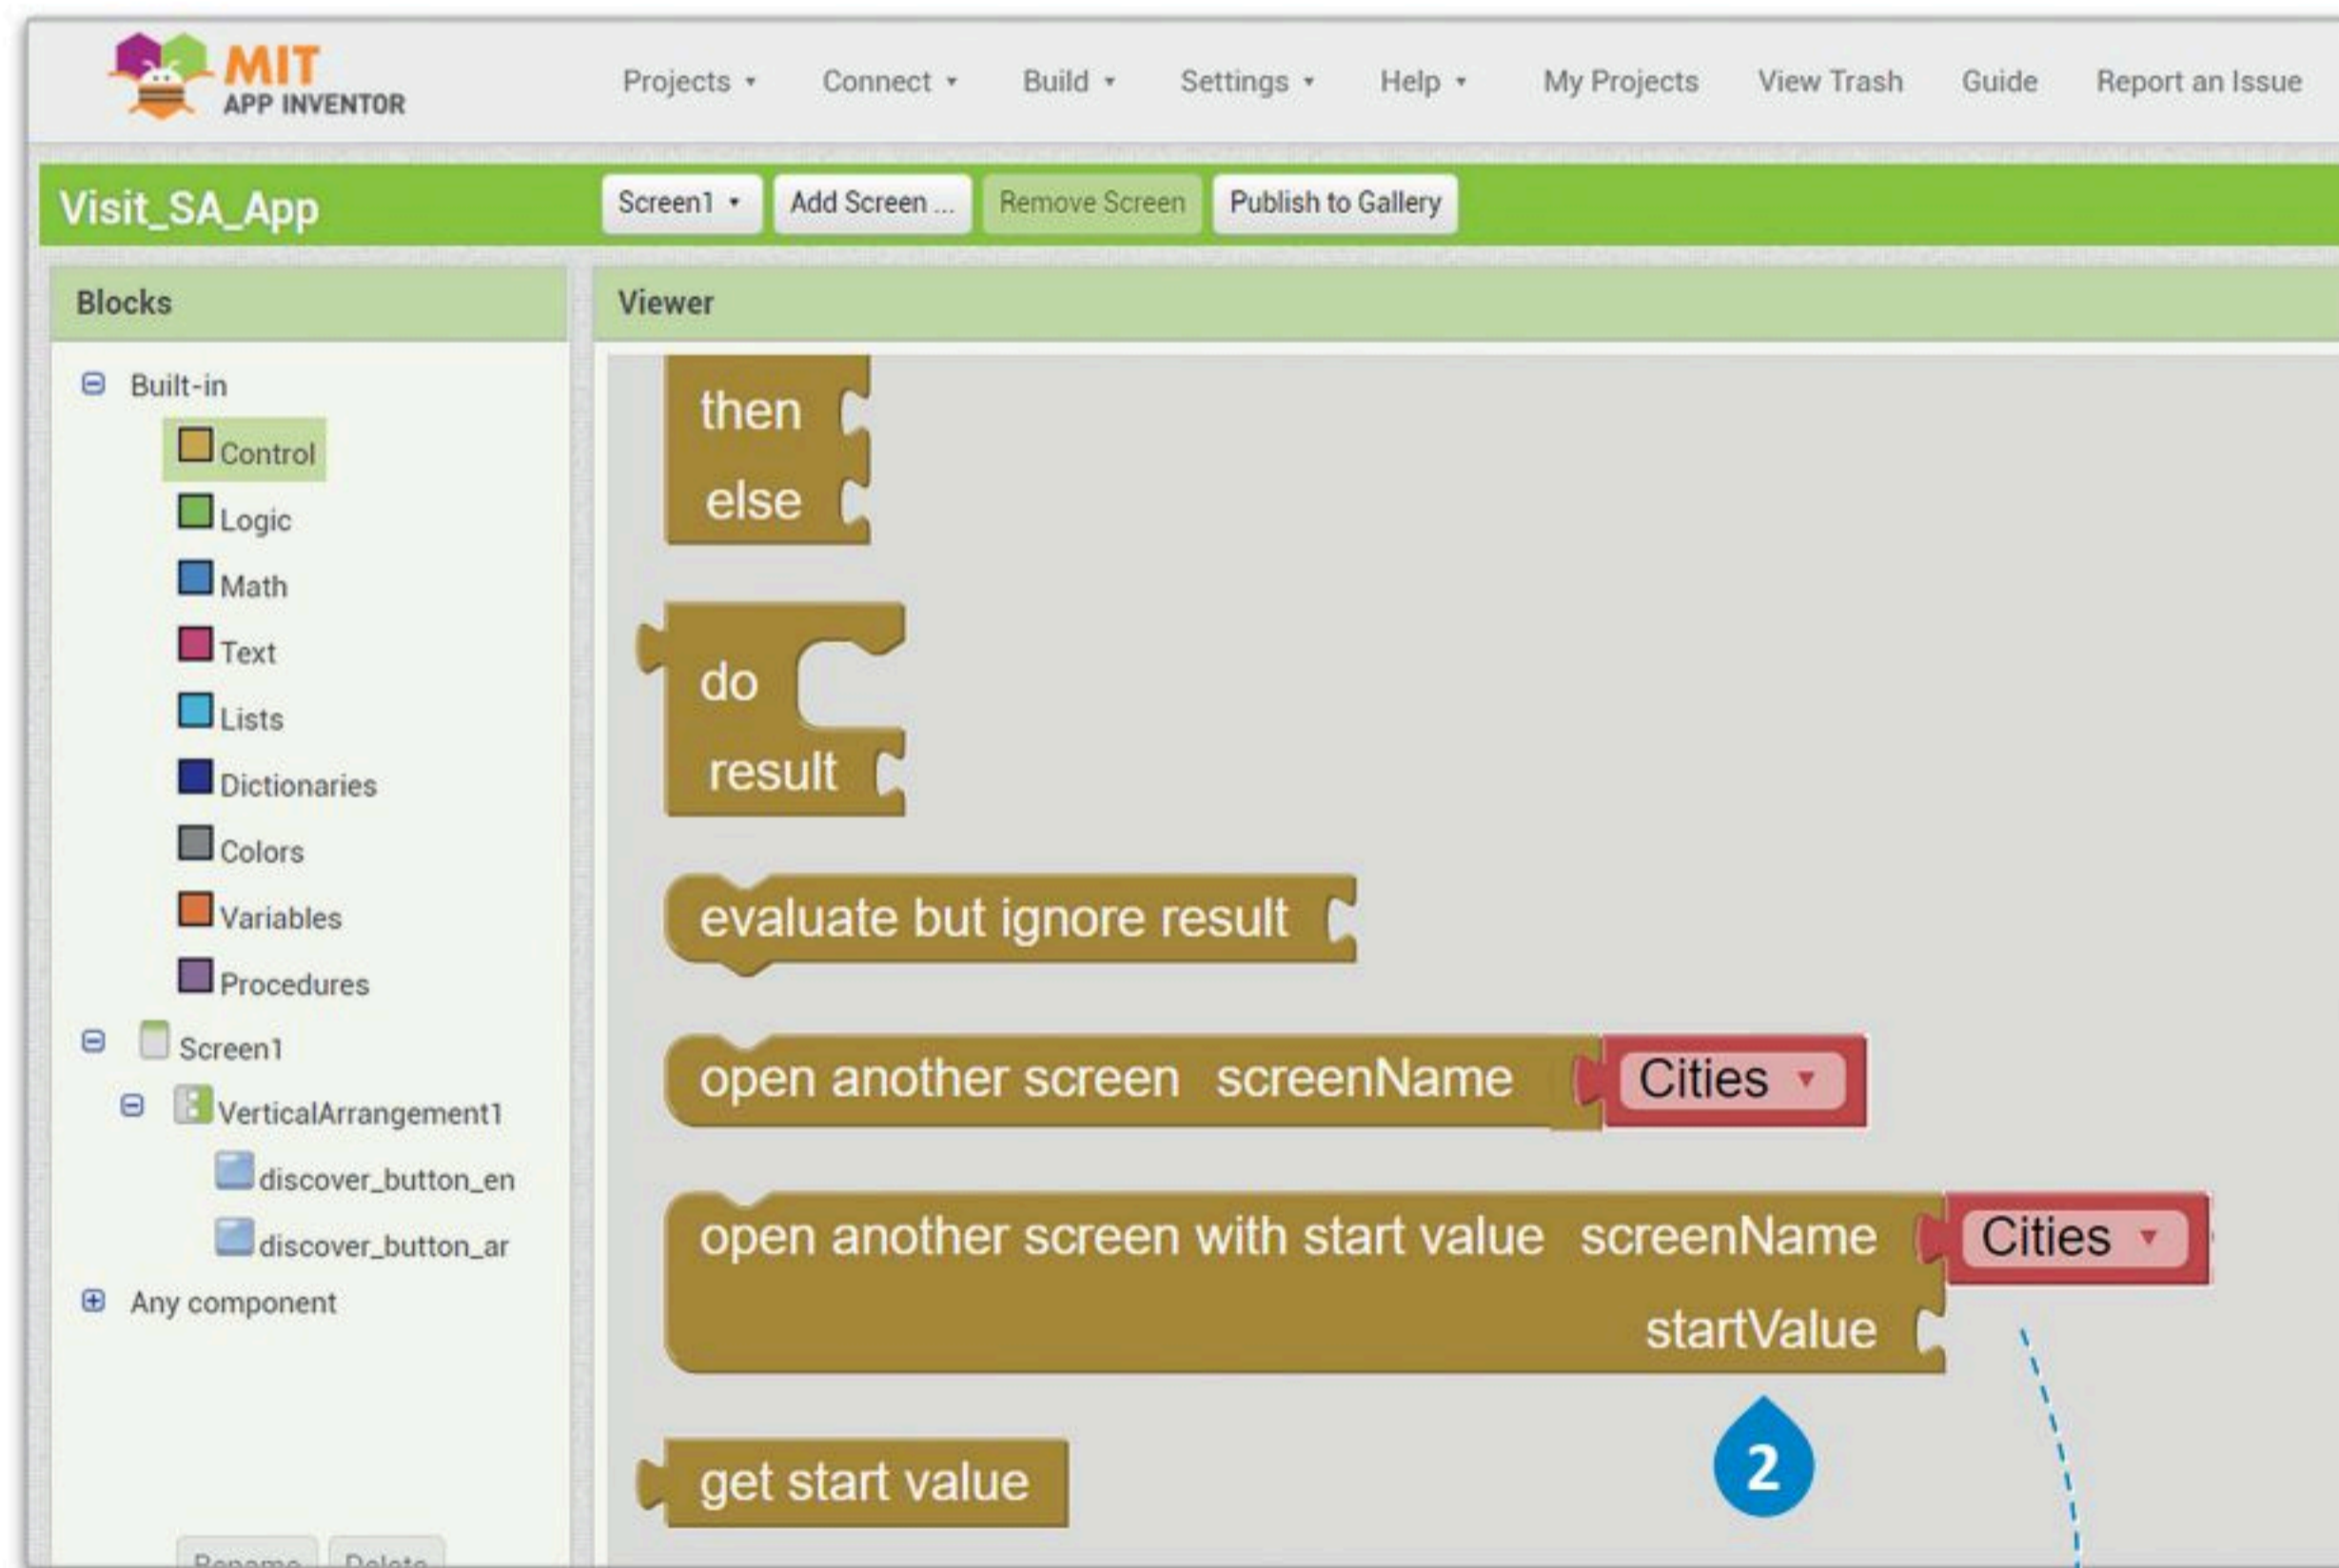 MIT
APP INVENTOR
Projects Connect Build Settings Help My Projects View Trash Guide Report an Issue
Visit_SA_App
Screen1 Add Screen ... Remove Screen Publish to Gallery
Blocks
Viewer
Built-in
Control
Logic
Math
Text
Lists
Dictionaries
Colors
Variables
Procedures
Screen1
VerticalArrangement1
discover_button_en
discover_button_ar
Any component
Rename Delete
then
else
do
result
evaluate but ignore result
open another screen screenName Cities
open another screen with start value screenName Cities
startValue
2
get start value